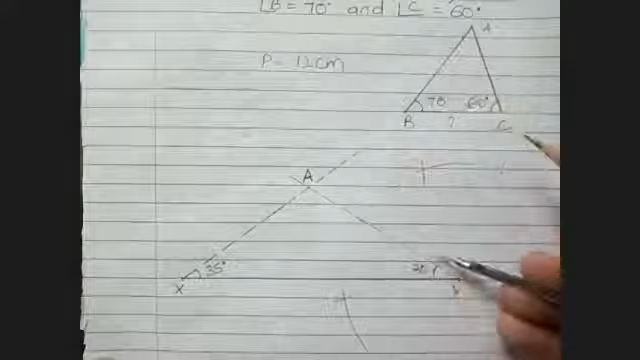 ∠B = 70° and ∠C = 60°
P = 12cm
A
70 60°
B ? C
A
35°
X